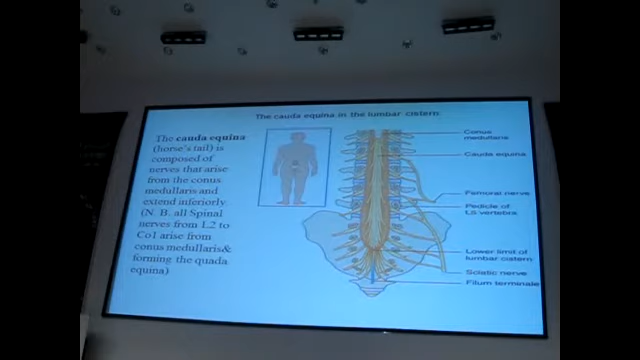 The cauda equina in the lumbar cistern.
The cauda equina
(horse's tail) is
composed of
nerves that arise
from the conus
medullaris and
extend inferiorly
(N. B. all Spinal
nerves from L2 to
Co1 arise from
conus medullaris&
forming the quada
equina)
Conus
medullaris
Cauda equina
Femoral nerve
Pedicle of
L5 vertebra
Lower limit of
lumbar cistern
Sciatic nerve
Filum terminale